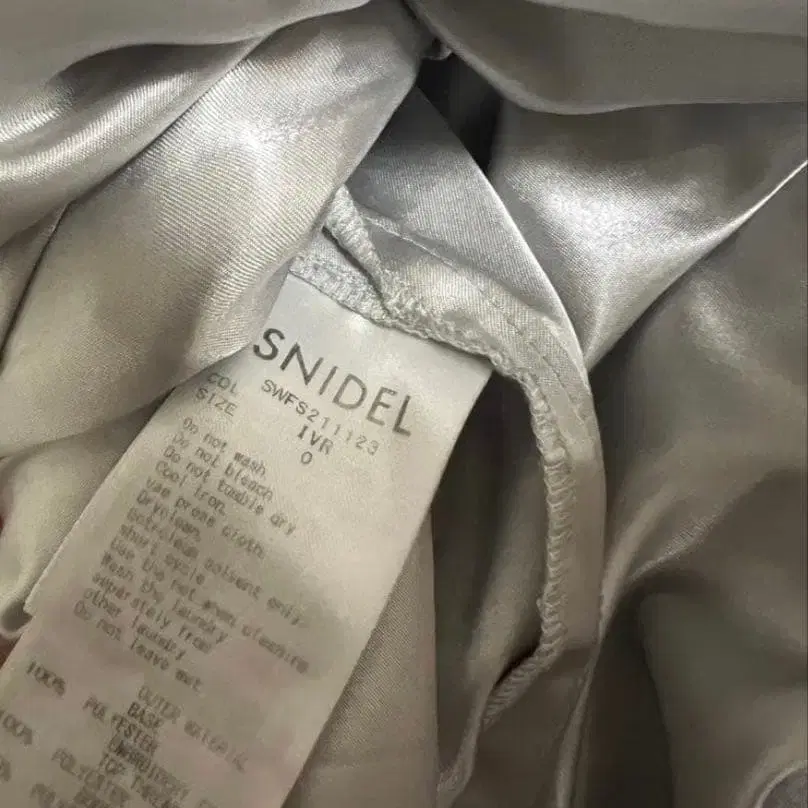 SNIDEL
SWFS211123
COL IVR
SIZE 0
Do not wash
Do not bleach
Do not tumble dry
Cool iron
use press cloth
Dryclean,
petroleum solvent only,
short cycle
Use the net when cleaning
Wash the laundry
separately from
other laundry
Do not leave wet
OUTER MATERIAL
BASE
100% POLYESTER
EMBROIDERY
TOP THREAD
100% POLYESTER